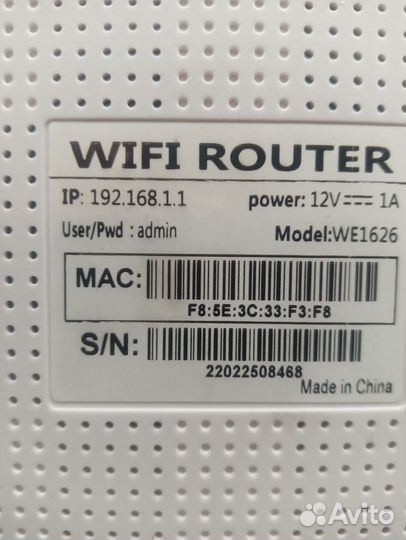 WIFI ROUTER
IP: 192.168.1.1 power: 12V⎓1A
User/Pwd : admin Model:WE1626
MAC:
F8:5E:3C:33:F3:F8
S/N:
22022508468
Made in China
Avito